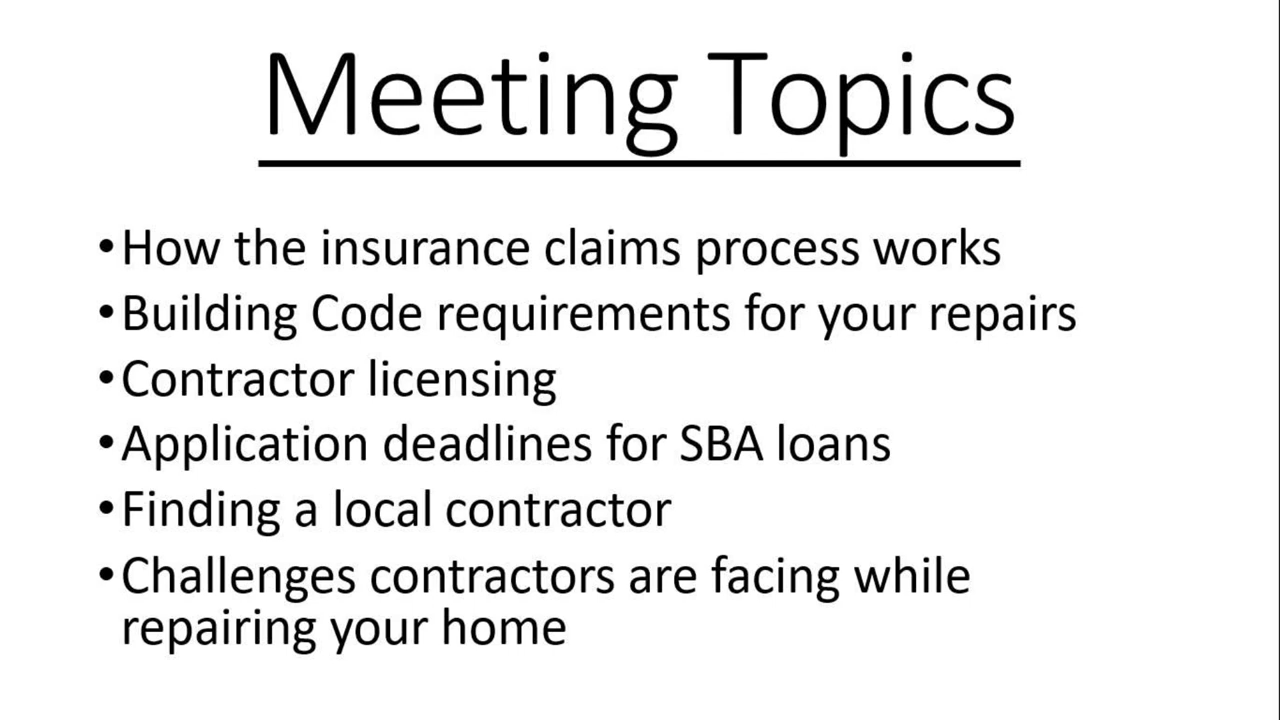 Meeting Topics
•How the insurance claims process works
•Building Code requirements for your repairs
•Contractor licensing
•Application deadlines for SBA loans
•Finding a local contractor
•Challenges contractors are facing while
repairing your home